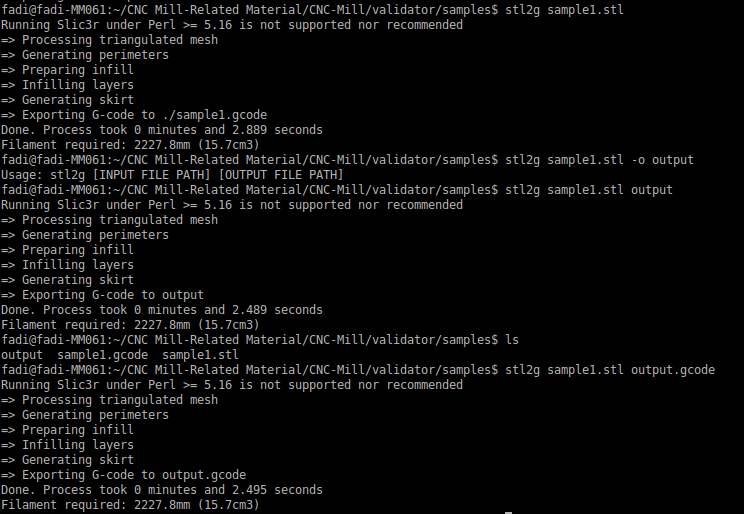 fadi@fadi-MM061:~/CNC Mill-Related Material/CNC-Mill/validator/samples$ stl2g sample1.stl
Running Slic3r under Perl >= 5.16 is not supported nor recommended
=> Processing triangulated mesh
=> Generating perimeters
=> Preparing infill
=> Infilling layers
=> Generating skirt
=> Exporting G-code to ./sample1.gcode
Done. Process took 0 minutes and 2.889 seconds
Filament required: 2227.8mm (15.7cm3)
fadi@fadi-MM061:~/CNC Mill-Related Material/CNC-Mill/validator/samples$ stl2g sample1.stl -o output
Usage: stl2g [INPUT FILE PATH] [OUTPUT FILE PATH]
fadi@fadi-MM061:~/CNC Mill-Related Material/CNC-Mill/validator/samples$ stl2g sample1.stl output
Running Slic3r under Perl >= 5.16 is not supported nor recommended
=> Processing triangulated mesh
=> Generating perimeters
=> Preparing infill
=> Infilling layers
=> Generating skirt
=> Exporting G-code to output
Done. Process took 0 minutes and 2.489 seconds
Filament required: 2227.8mm (15.7cm3)
fadi@fadi-MM061:~/CNC Mill-Related Material/CNC-Mill/validator/samples$ ls
output  sample1.gcode  sample1.stl
fadi@fadi-MM061:~/CNC Mill-Related Material/CNC-Mill/validator/samples$ stl2g sample1.stl output.gcode
Running Slic3r under Perl >= 5.16 is not supported nor recommended
=> Processing triangulated mesh
=> Generating perimeters
=> Preparing infill
=> Infilling layers
=> Generating skirt
=> Exporting G-code to output.gcode
Done. Process took 0 minutes and 2.495 seconds
Filament required: 2227.8mm (15.7cm3)